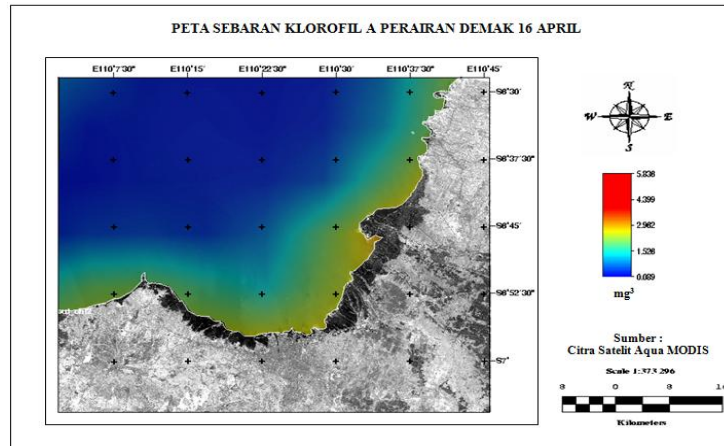 PETA SEBARAN KLOROFIL A PERAIRAN DEMAK 16 APRIL
E110°7'30" E110°15' E110°22'30" E110°30' E110°37'30" E110°45'
S6°30'
S6°37'30"
S6°45'
S6°52'30"
S7°
N
W E
S
5.838
4.399
2.962
1.526
0.089
mg³
Sumber :
Citra Satelit Aqua MODIS
Scale 1:373.296
8 0 8
Kilometers